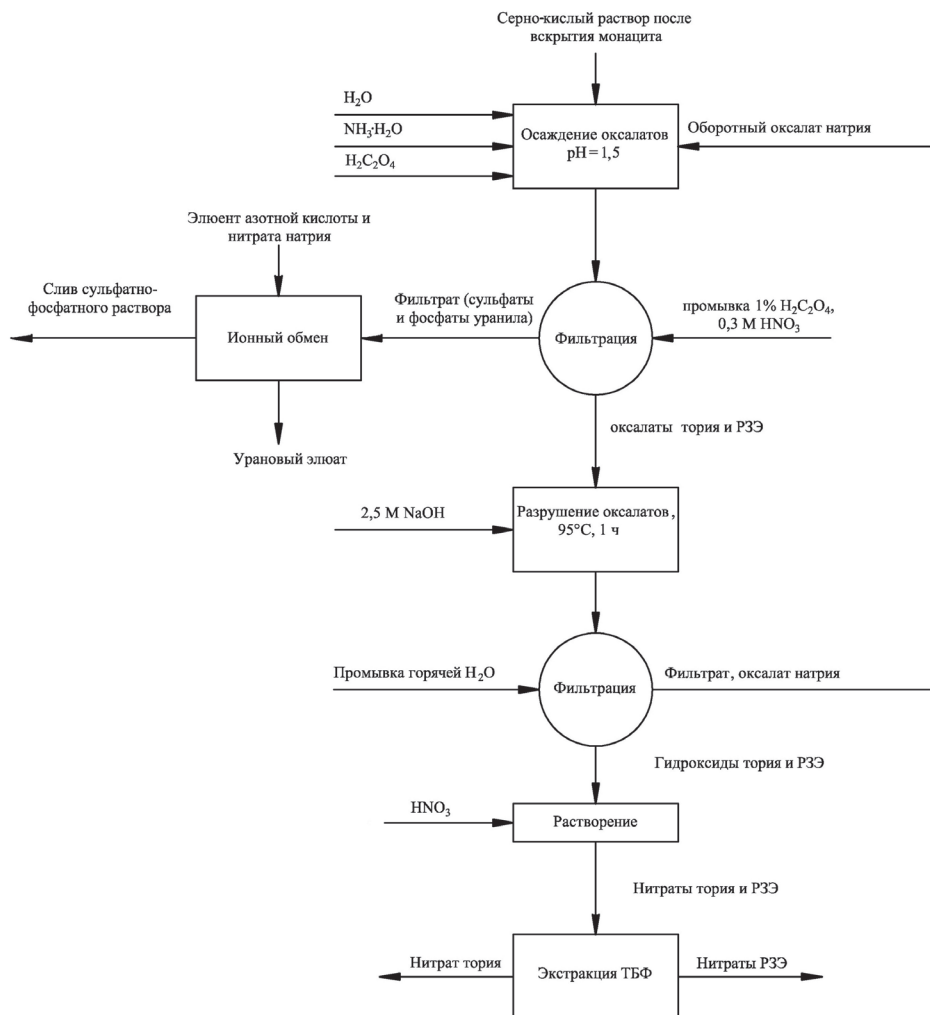 Серно-кислый раствор после
вскрытия монацита
H₂O
NH₃·H₂O
H₂C₂O₄
Осаждение оксалатов
pH = 1,5
Оборотный оксалат натрия
Элюент азотной кислоты и
нитрата натрия
Слив сульфатно-
фосфатного раствора
Ионный обмен
Фильтрат (сульфаты
и фосфаты уранила)
Фильтрация
промывка 1% H₂C₂O₄,
0,3 М HNO₃
Урановый элюат
оксалаты тория и РЗЭ
2,5 М NaOH
Разрушение оксалатов,
95°С, 1 ч
Промывка горячей H₂O
Фильтрация
Фильтрат, оксалат натрия
Гидроксиды тория и РЗЭ
HNO₃
Растворение
Нитраты тория и РЗЭ
Нитрат тория
Экстракция ТБФ
Нитраты РЗЭ